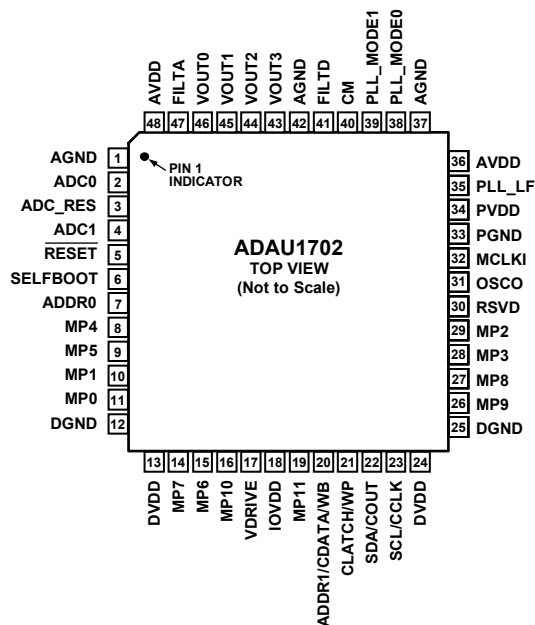 AVDD
FILTA
VOUT0
VOUT1
VOUT2
VOUT3
AGND
FILTD
CM
PLL_MODE1
PLL_MODE0
AGND
48
47
46
45
44
43
42
41
40
39
38
37
AGND 1
ADC0 2
ADC_RES 3
ADC1 4
RESET 5
SELFBOOT 6
ADDR0 7
MP4 8
MP5 9
MP1 10
MP0 11
DGND 12
PIN 1
INDICATOR
ADAU1702
TOP VIEW
(Not to Scale)
36 AVDD
35 PLL_LF
34 PVDD
33 PGND
32 MCLKI
31 OSCO
30 RSVD
29 MP2
28 MP3
27 MP8
26 MP9
25 DGND
13
14
15
16
17
18
19
20
21
22
23
24
DVDD
MP7
MP6
MP10
VDRIVE
IOVDD
MP11
ADDR1/CDATA/WB
CLATCH/WP
SDA/COUT
SCL/CCLK
DVDD